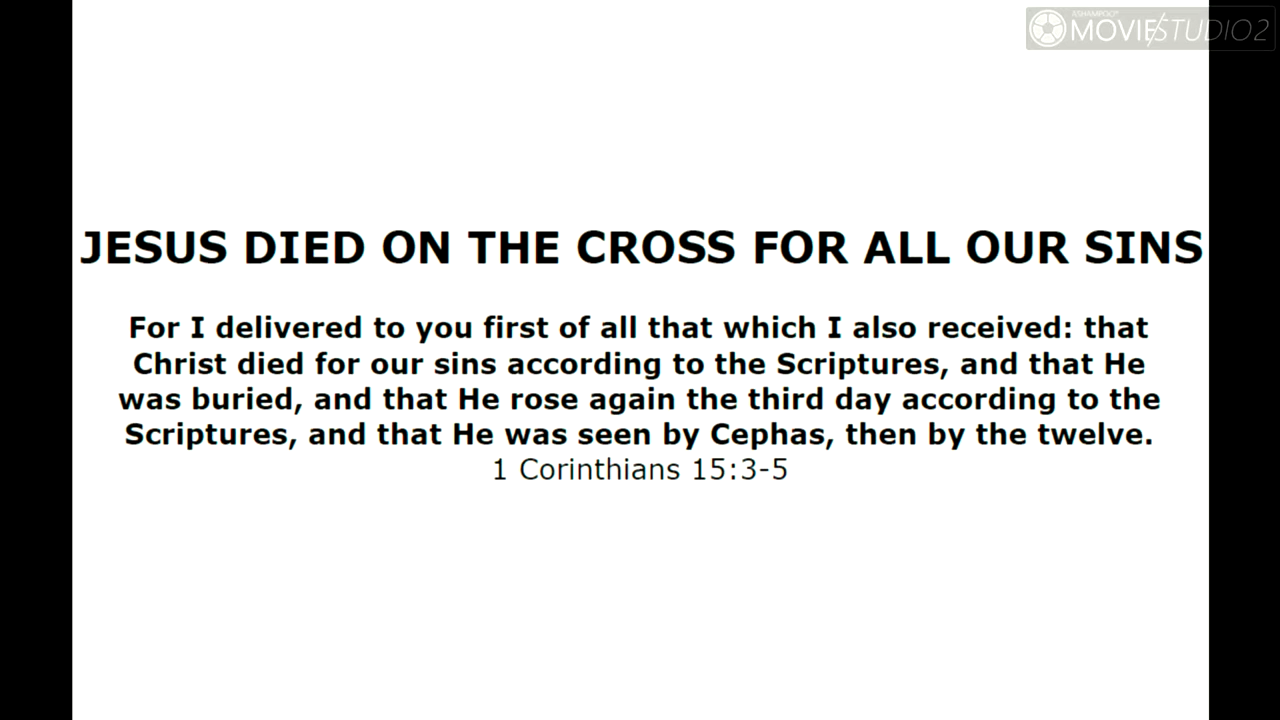 ASHAMPOO®
MOVIE/STUDIO2
JESUS DIED ON THE CROSS FOR ALL OUR SINS
For I delivered to you first of all that which I also received: that
Christ died for our sins according to the Scriptures, and that He
was buried, and that He rose again the third day according to the
Scriptures, and that He was seen by Cephas, then by the twelve.
1 Corinthians 15:3-5